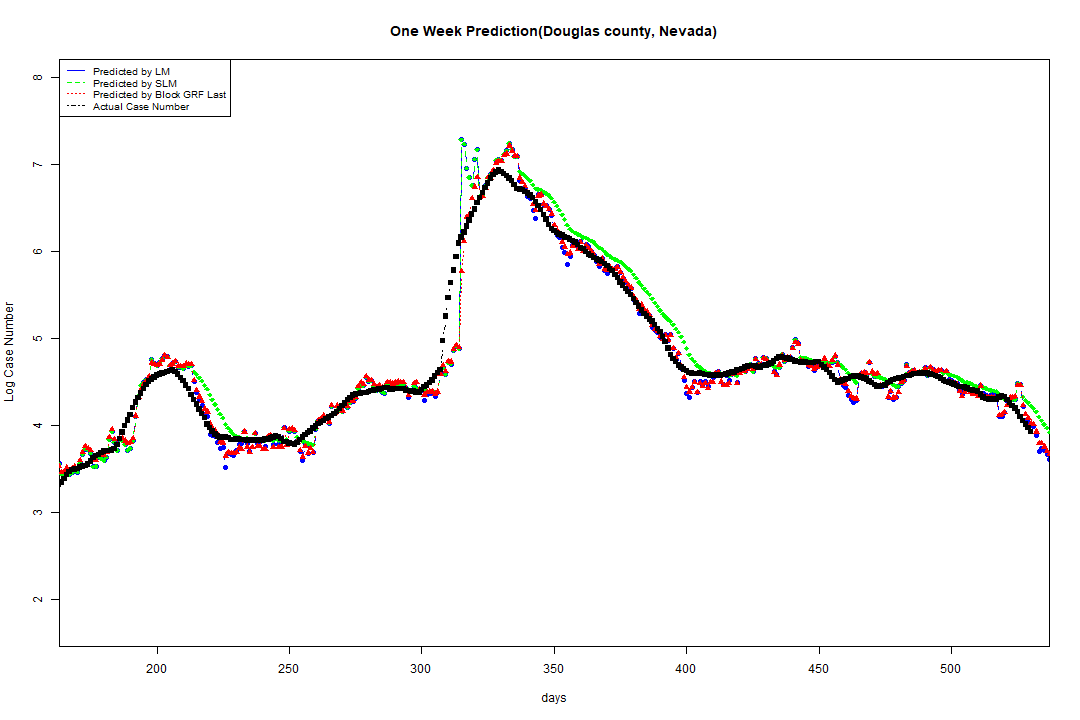 One Week Prediction(Douglas county, Nevada)
Predicted by LM
Predicted by SLM
Predicted by Block GRF Last
Actual Case Number
8
7
6
5
4
3
2
Log Case Number
200 250 300 350 400 450 500
days